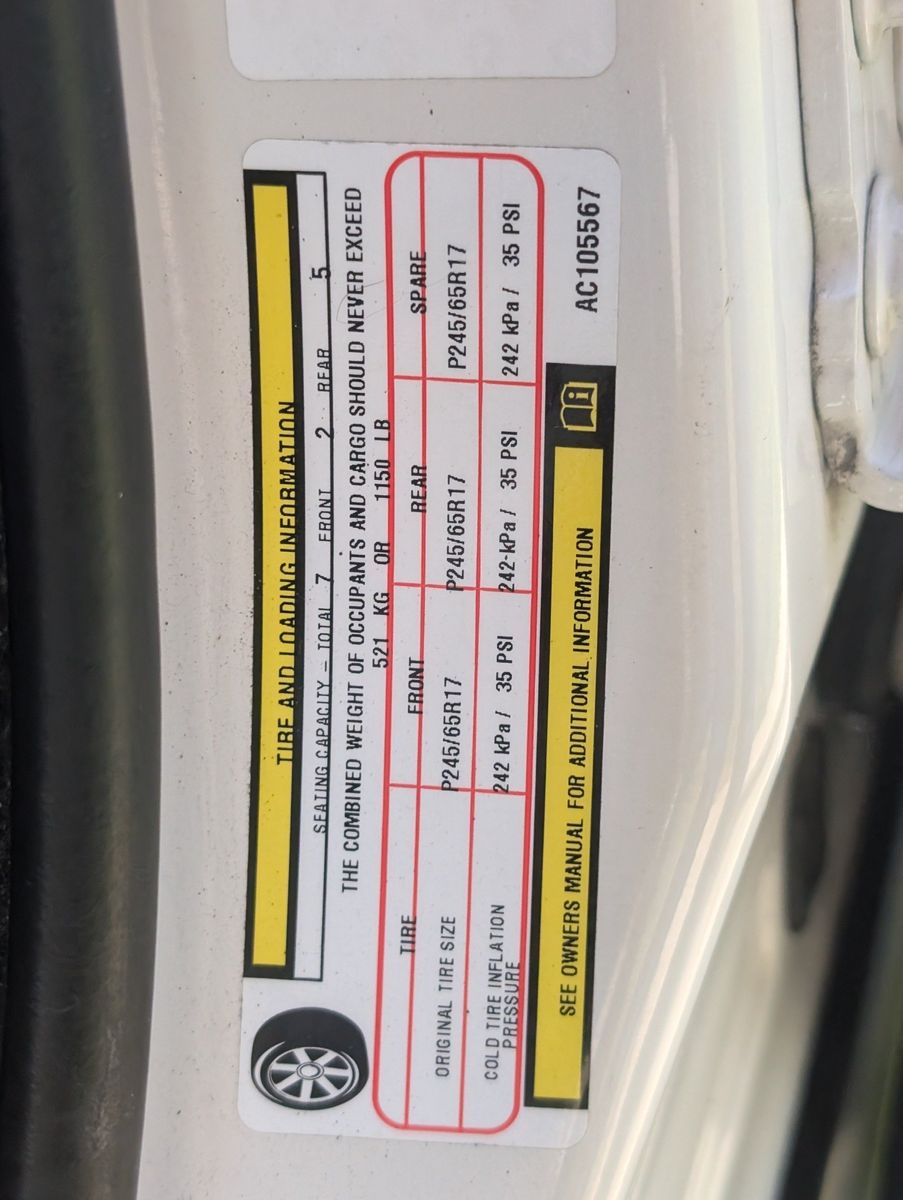 TIRE AND LOADING INFORMATION
SEATING CAPACITY - TOTAL 7 FRONT 2 REAR 5
THE COMBINED WEIGHT OF OCCUPANTS AND CARGO SHOULD NEVER EXCEED
521 KG OR 1150 LB
TIRE FRONT REAR SPARE
ORIGINAL TIRE SIZE P245/65R17 P245/65R17 P245/65R17
COLD TIRE INFLATION PRESSURE 242 kPa / 35 PSI 242-kPa / 35 PSI 242 kPa / 35 PSI
SEE OWNERS MANUAL FOR ADDITIONAL INFORMATION
AC105567